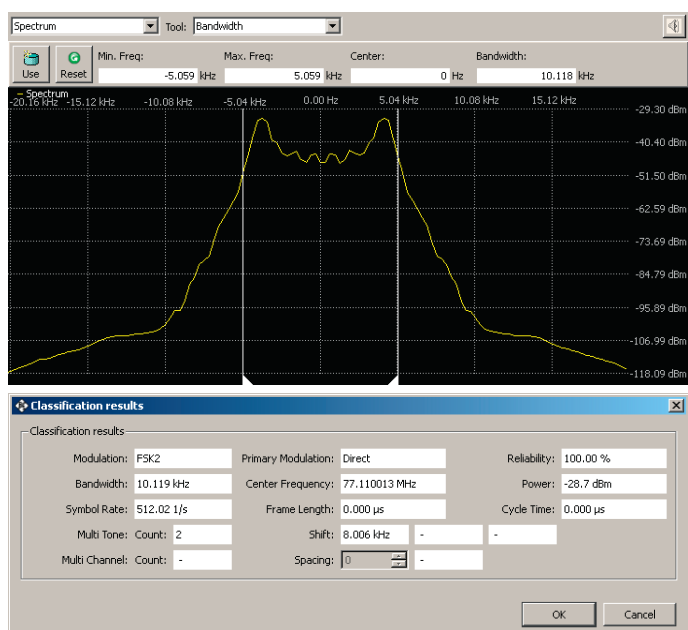 Spectrum Tool: Bandwidth
Min. Freq: Max. Freq: Center: Bandwidth:
Use Reset -5.059 kHz 5.059 kHz 0 Hz 10.118 kHz
Spectrum
-20.16 kHz -15.12 kHz -10.08 kHz -5.04 kHz 0.00 Hz 5.04 kHz 10.08 kHz 15.12 kHz
-29.30 dBm
-40.40 dBm
-51.50 dBm
-62.59 dBm
-73.69 dBm
-84.79 dBm
-95.89 dBm
-106.99 dBm
-118.09 dBm
Classification results
Classification results
Modulation: FSK2 Primary Modulation: Direct Reliability: 100.00 %
Bandwidth: 10.119 kHz Center Frequency: 77.110013 MHz Power: -28.7 dBm
Symbol Rate: 512.02 1/s Frame Length: 0.000 µs Cycle Time: 0.000 µs
Multi Tone: Count: 2 Shift: 8.006 kHz - -
Multi Channel: Count: - Spacing: 0 -
OK Cancel